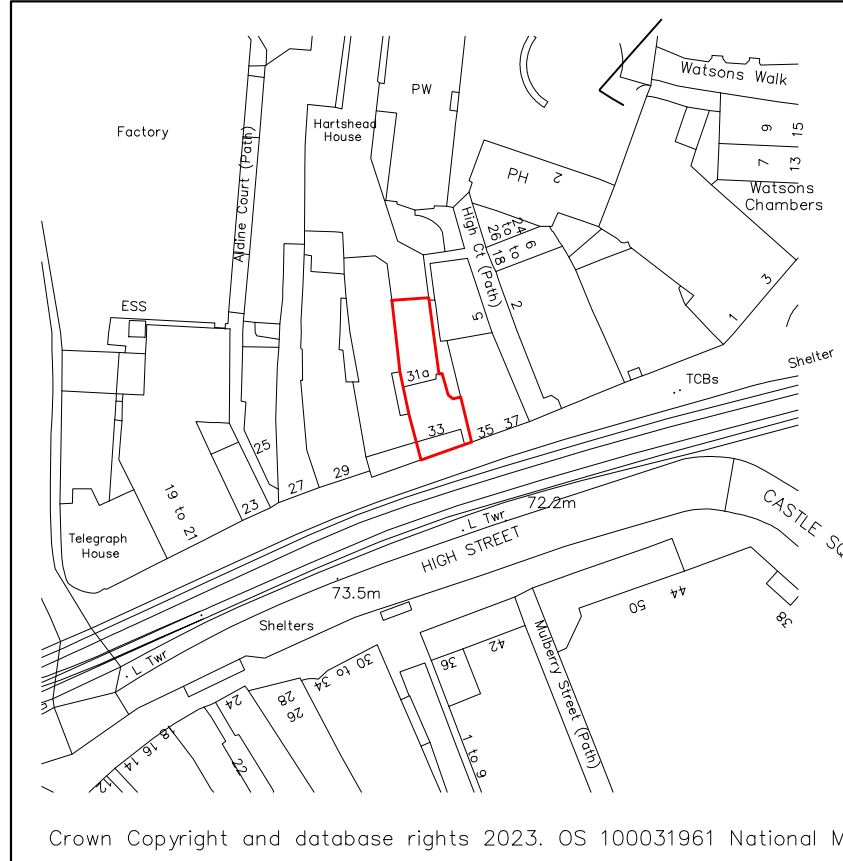 Watsons Walk
PW
Factory
Hartshead
House
Aldine Court (Path)
9
15
7
13
Watsons
Chambers
PH
2
High Ct (Path)
24
to
26
6
to
18
2
5
3
1
ESS
Shelter
TCBs
31a
33
35
37
25
23
27
29
19 to 21
Telegraph
House
72.2m
L Twr
HIGH STREET
CASTLE SQ
73.5m
Shelters
L Twr
30 to 34
28
26
24
22
18
16
14
12
36
42
1 to 9
Mulberry Street (Path)
50
44
38
Crown Copyright and database rights 2023. OS 100031961 National M